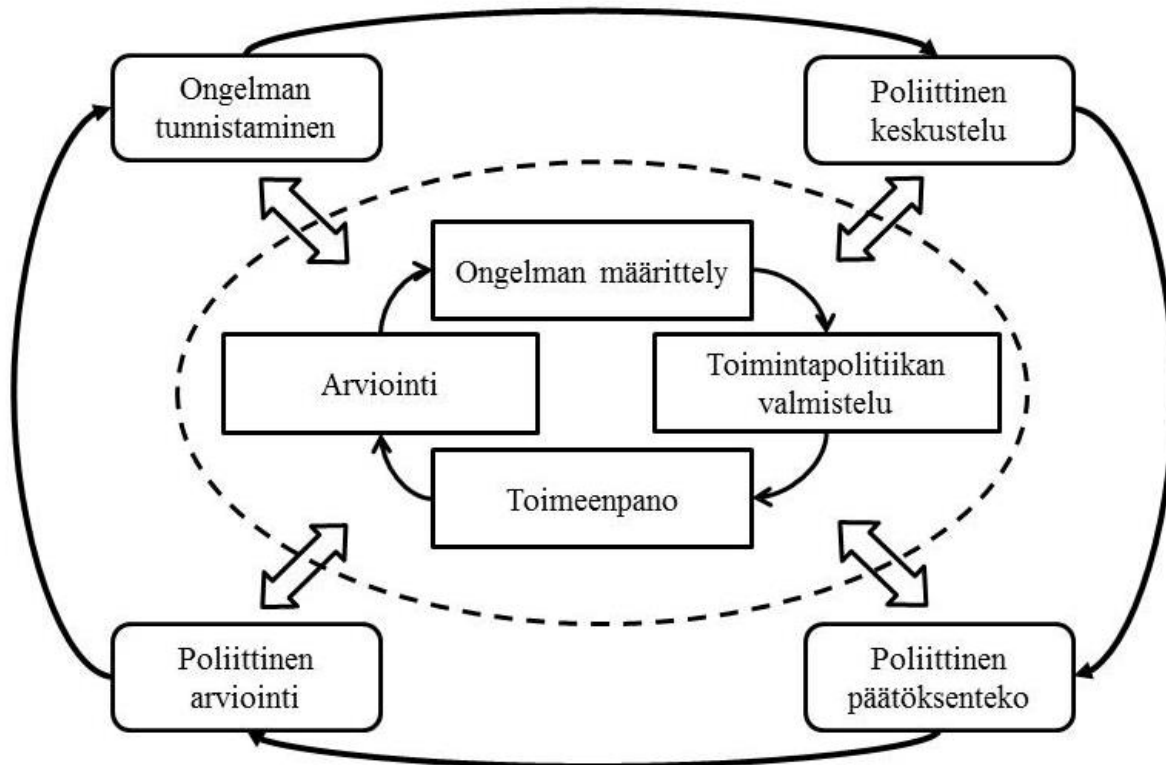 Ongelman
tunnistaminen
Poliittinen
keskustelu
Ongelman määrittely
Arviointi
Toimintapolitiikan
valmistelu
Toimeenpano
Poliittinen
arviointi
Poliittinen
päätöksenteko